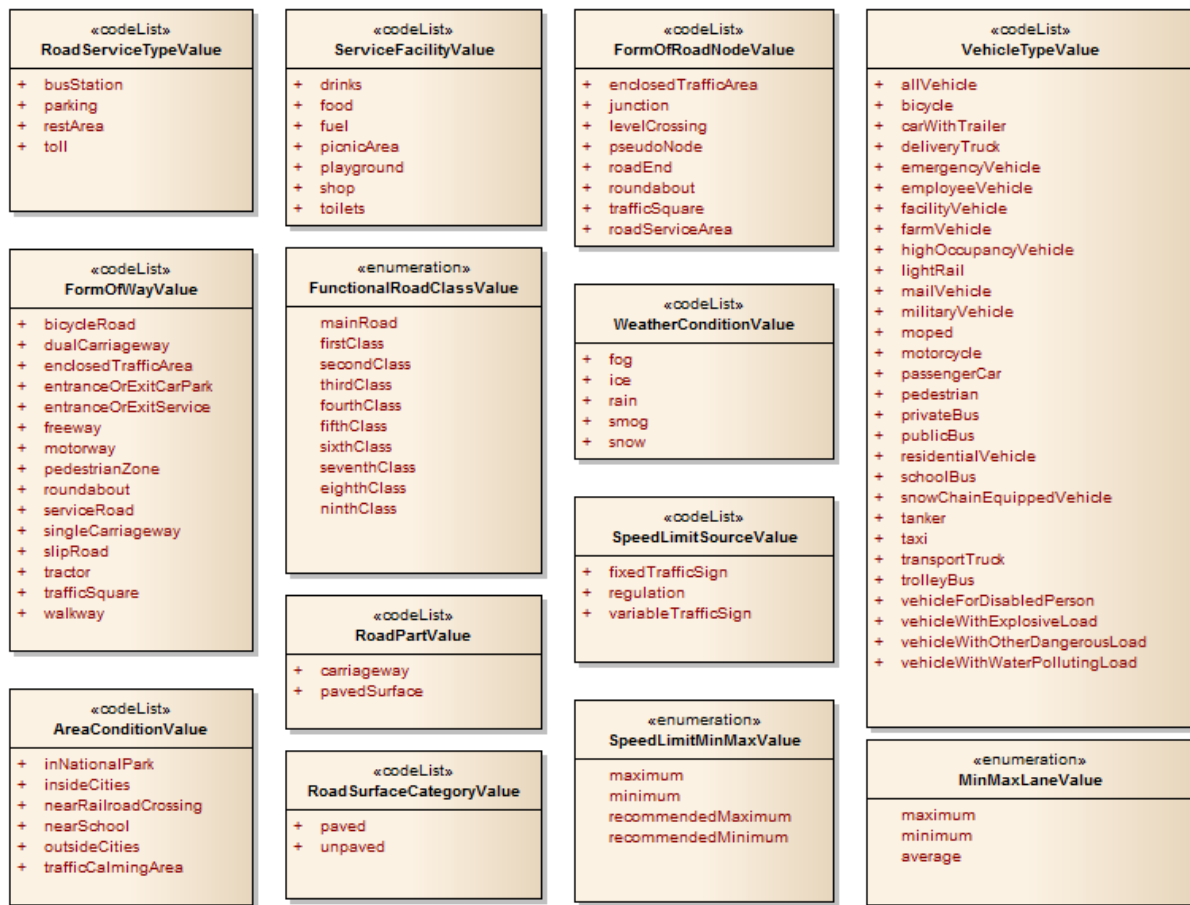 «codeList»
RoadServiceTypeValue
+ busStation
+ parking
+ restArea
+ toll
«codeList»
FormOfWayValue
+ bicycleRoad
+ dualCarriageway
+ enclosedTrafficArea
+ entranceOrExitCarPark
+ entranceOrExitService
+ freeway
+ motorway
+ pedestrianZone
+ roundabout
+ serviceRoad
+ singleCarriageway
+ slipRoad
+ tractor
+ trafficSquare
+ walkway
«codeList»
AreaConditionValue
+ inNationalPark
+ insideCities
+ nearRailroadCrossing
+ nearSchool
+ outsideCities
+ trafficCalmingArea
«codeList»
ServiceFacilityValue
+ drinks
+ food
+ fuel
+ picnicArea
+ playground
+ shop
+ toilets
«enumeration»
FunctionalRoadClassValue
mainRoad
firstClass
secondClass
thirdClass
fourthClass
fifthClass
sixthClass
seventhClass
eighthClass
ninthClass
«codeList»
RoadPartValue
+ carriageway
+ pavedSurface
«codeList»
RoadSurfaceCategoryValue
+ paved
+ unpaved
«codeList»
FormOfRoadNodeValue
+ enclosedTrafficArea
+ junction
+ levelCrossing
+ pseudoNode
+ roadEnd
+ roundabout
+ trafficSquare
+ roadServiceArea
«codeList»
WeatherConditionValue
+ fog
+ ice
+ rain
+ smog
+ snow
«codeList»
SpeedLimitSourceValue
+ fixedTrafficSign
+ regulation
+ variableTrafficSign
«enumeration»
SpeedLimitMinMaxValue
maximum
minimum
recommendedMaximum
recommendedMinimum
«codeList»
VehicleTypeValue
+ allVehicle
+ bicycle
+ carWithTrailer
+ deliveryTruck
+ emergencyVehicle
+ employeeVehicle
+ facilityVehicle
+ farmVehicle
+ highOccupancyVehicle
+ lightRail
+ mailVehicle
+ militaryVehicle
+ moped
+ motorcycle
+ passengerCar
+ pedestrian
+ privateBus
+ publicBus
+ residentialVehicle
+ schoolBus
+ snowChainEquippedVehicle
+ tanker
+ taxi
+ transportTruck
+ trolleyBus
+ vehicleForDisabledPerson
+ vehicleWithExplosiveLoad
+ vehicleWithOtherDangerousLoad
+ vehicleWithWaterPollutingLoad
«enumeration»
MinMaxLaneValue
maximum
minimum
average